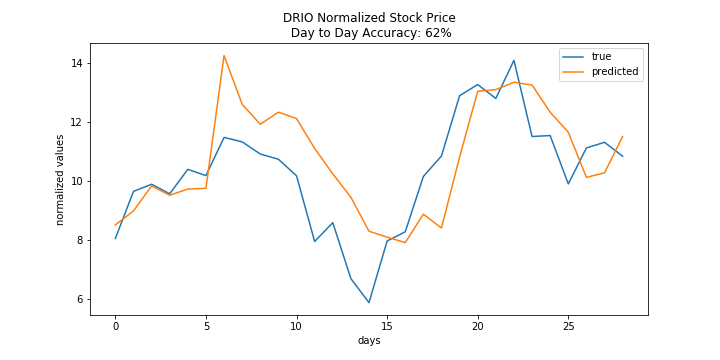 DRIO Normalized Stock Price
Day to Day Accuracy: 62%
true
predicted
normalized values
14
12
10
8
6
0
5
10
15
20
25
days